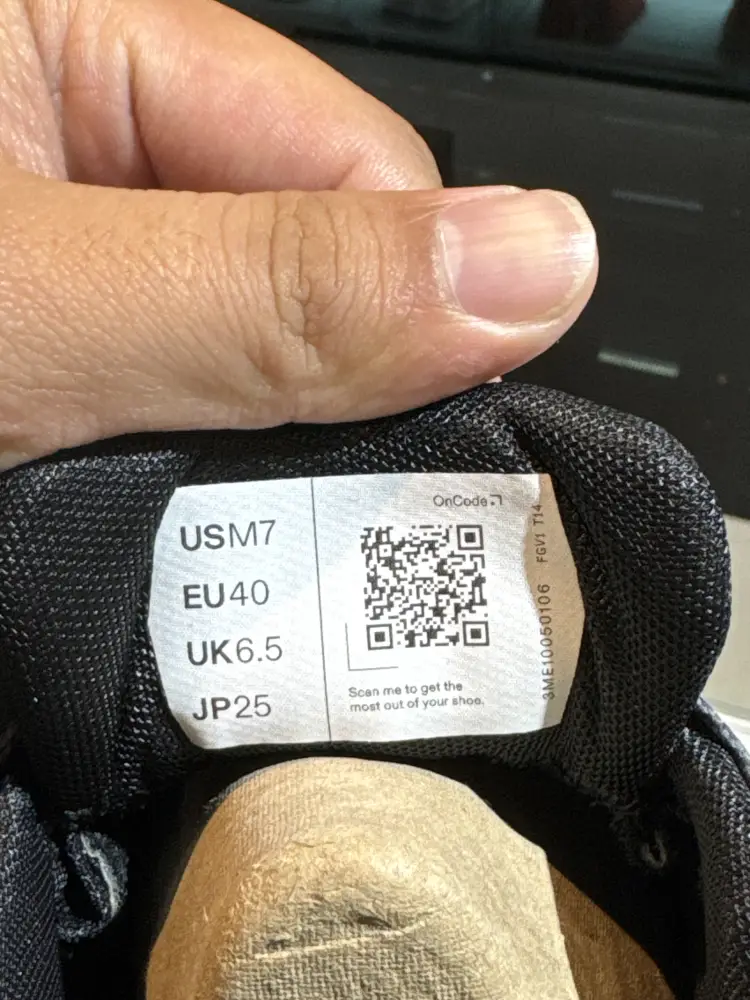 USM7
EU40
UK6.5
JP25
OnCode
Scan me to get the
most out of your shoe.
3ME10050106 FGV1 T14